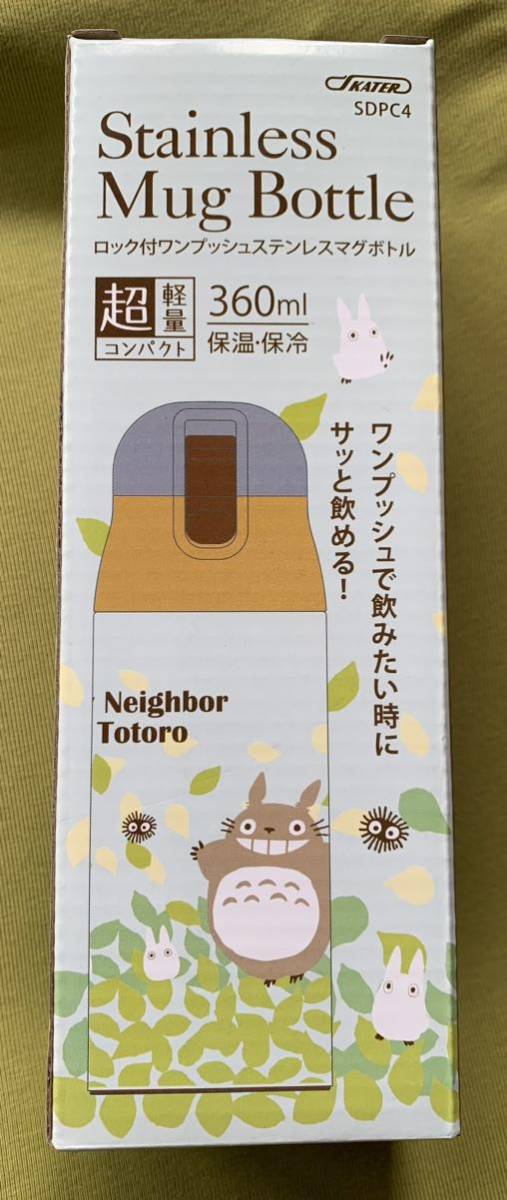 SKATER
SDPC4
Stainless
Mug Bottle
ロック付ワンプッシュステンレスマグボトル
超軽量
コンパクト
360ml
保温·保冷
ワンプッシュで飲みたい時に
サッと飲める!
Neighbor
Totoro